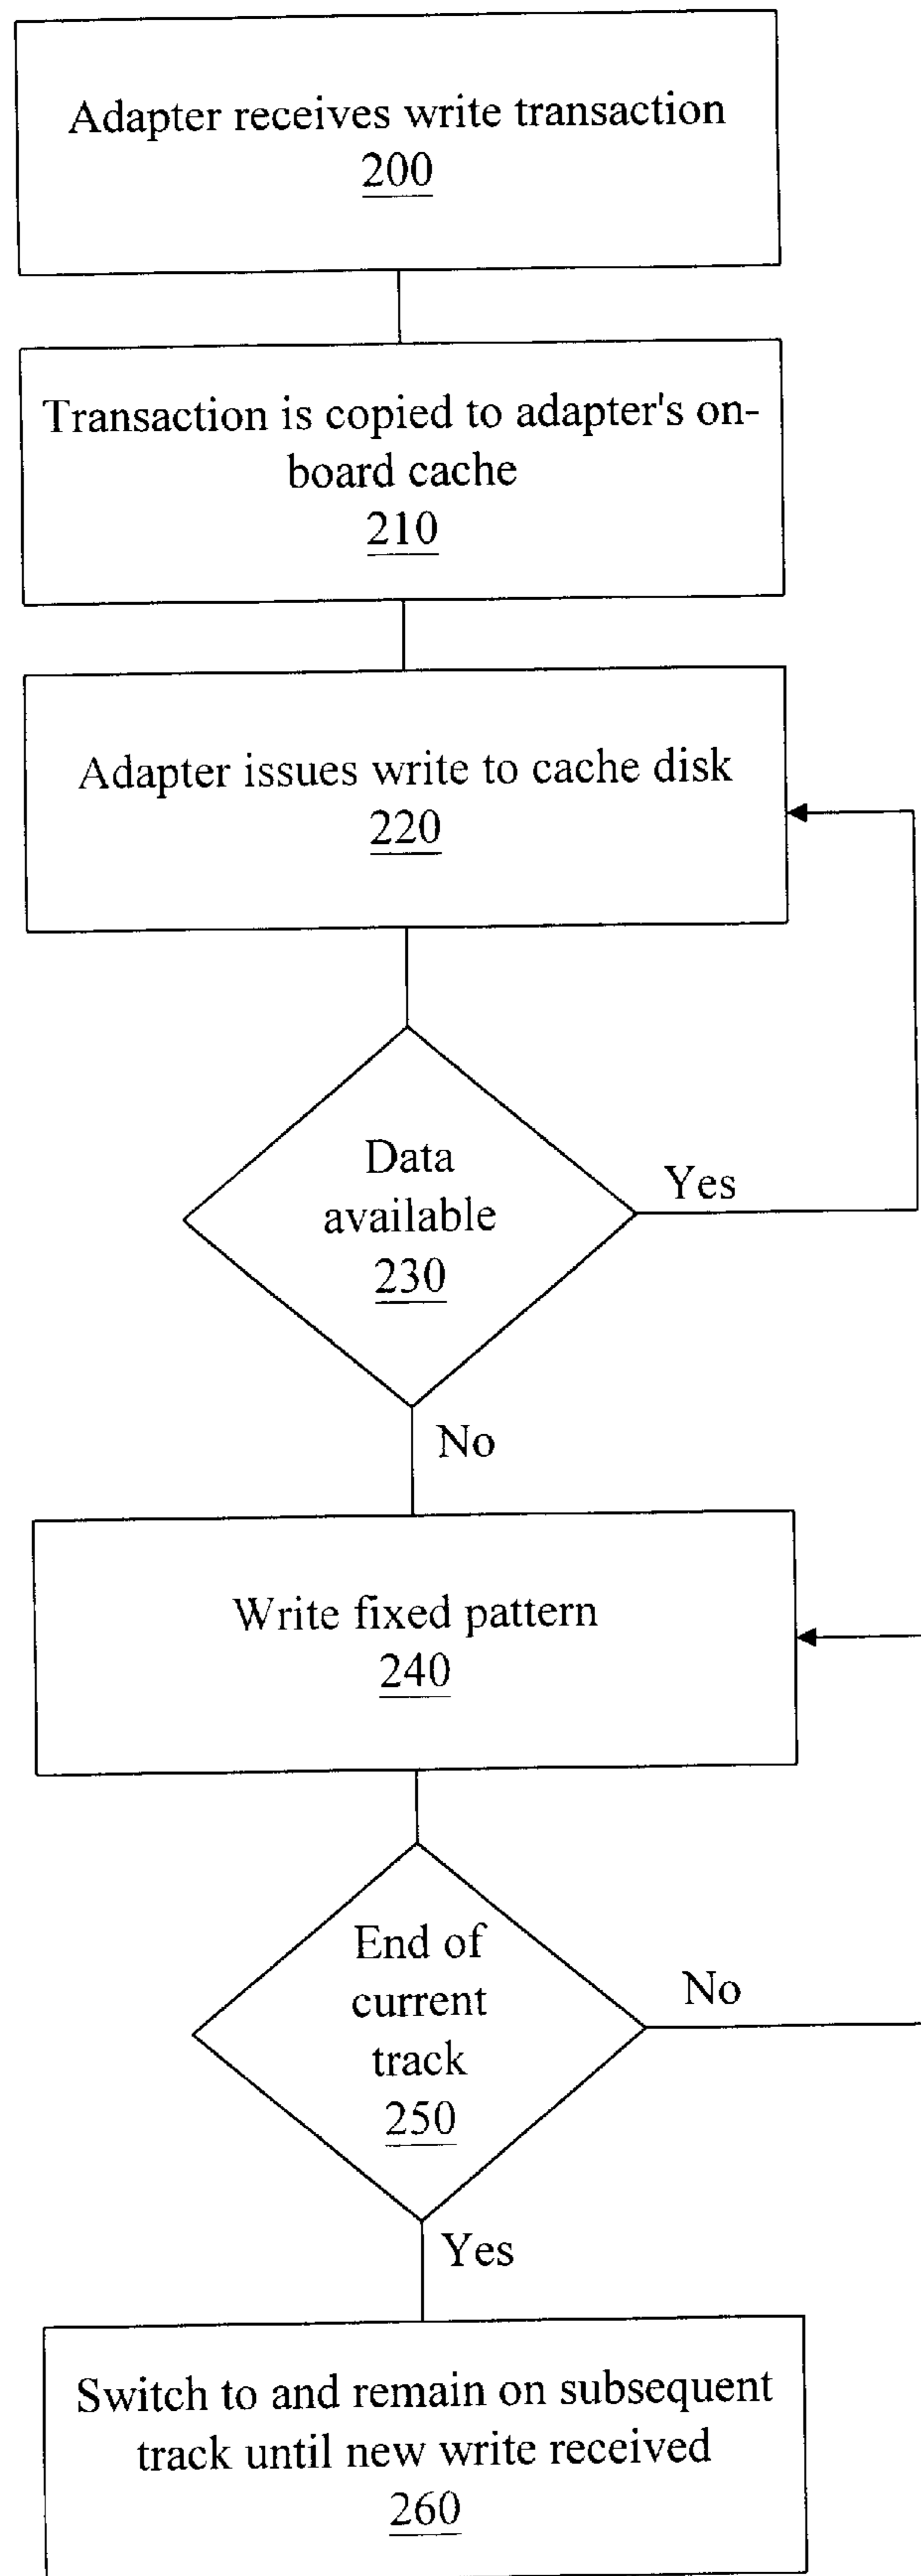 Adapter receives write transaction
200
Transaction is copied to adapter's on-
board cache
210
Adapter issues write to cache disk
220
Data
available
230
Yes
No
Write fixed pattern
240
End of
current
track
250
No
Yes
Switch to and remain on subsequent
track until new write received
260